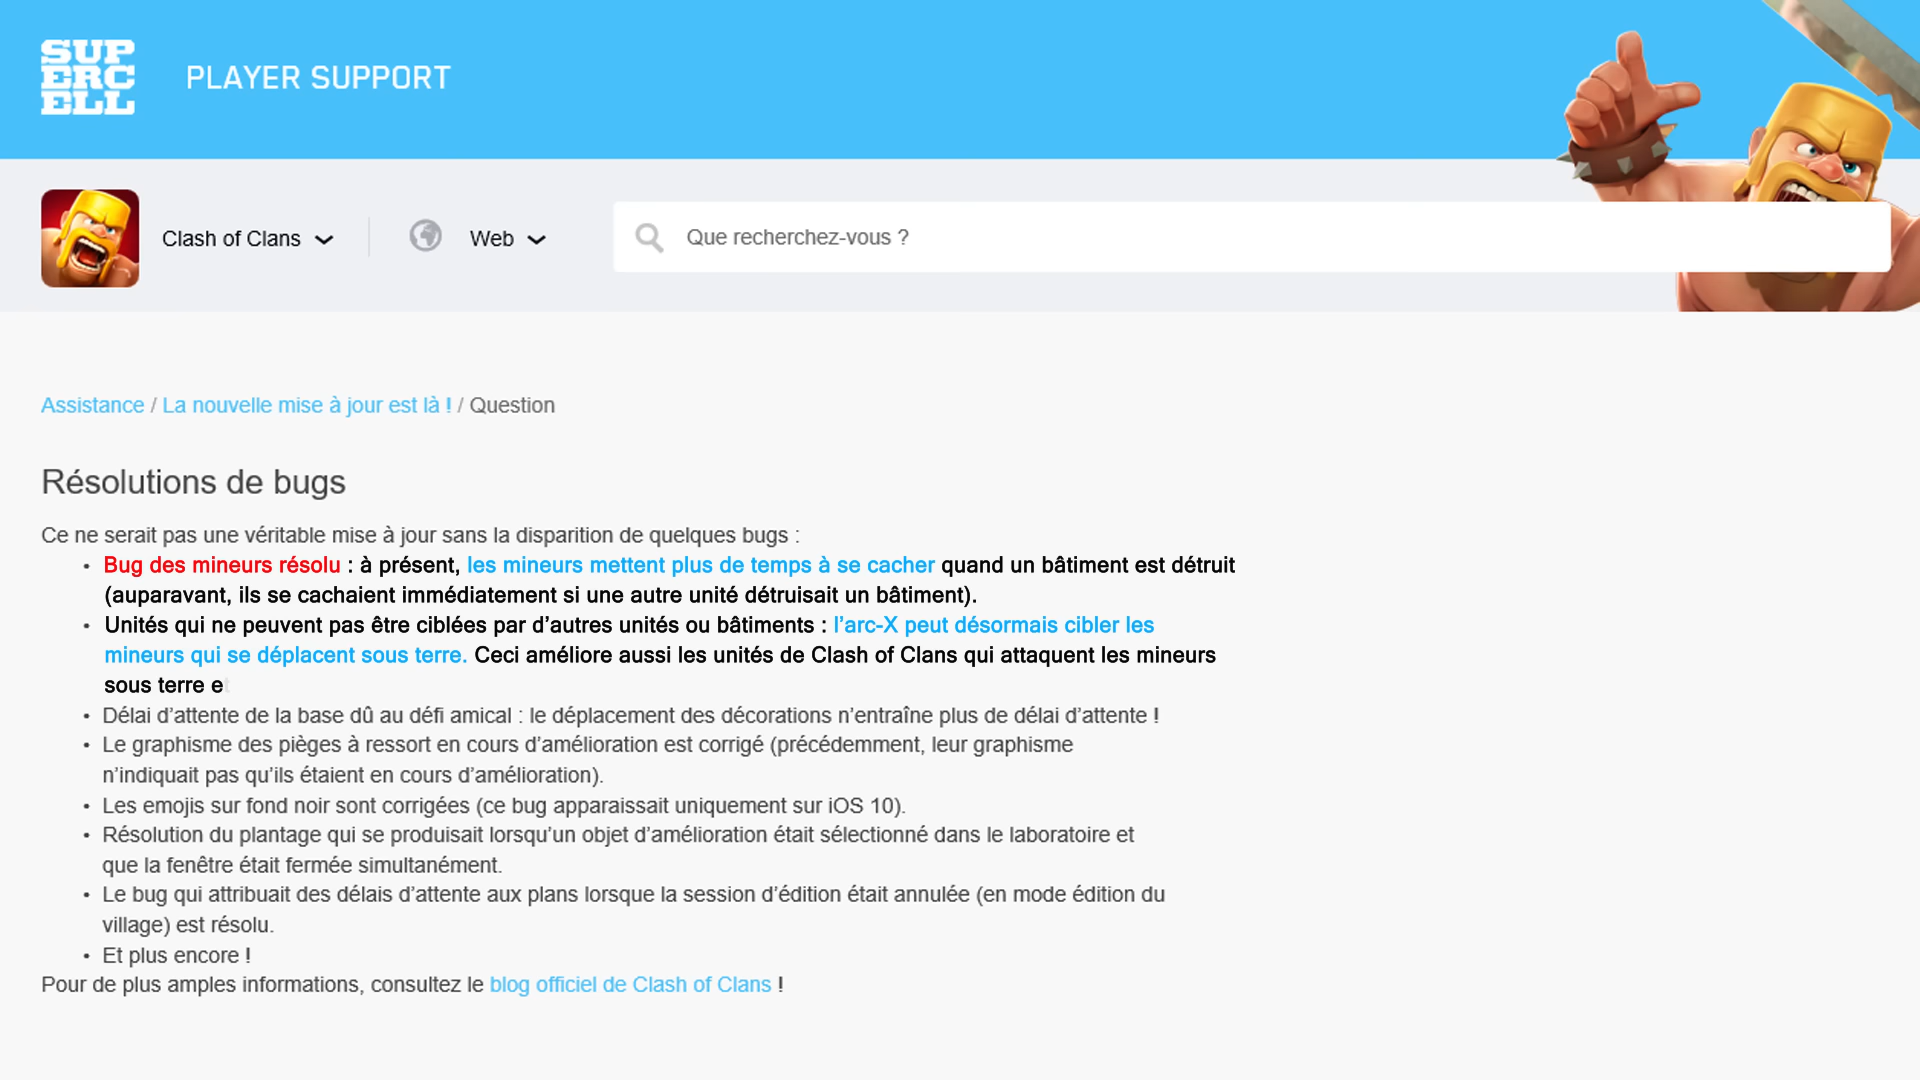 SUP
ERC
ELL
PLAYER SUPPORT
Clash of Clans
Web
Que recherchez-vous ?
Assistance / La nouvelle mise à jour est là ! / Question
Résolutions de bugs
Ce ne serait pas une véritable mise à jour sans la disparition de quelques bugs :
• Bug des mineurs résolu : à présent, les mineurs mettent plus de temps à se cacher quand un bâtiment est détruit
(auparavant, ils se cachaient immédiatement si une autre unité détruisait un bâtiment).
• Unités qui ne peuvent pas être ciblées par d’autres unités ou bâtiments : l’arc-X peut désormais cibler les
mineurs qui se déplacent sous terre. Ceci améliore aussi les unités de Clash of Clans qui attaquent les mineurs
sous terre et
• Délai d’attente de la base dû au défi amical : le déplacement des décorations n’entraîne plus de délai d’attente !
• Le graphisme des pièges à ressort en cours d’amélioration est corrigé (précédemment, leur graphisme
n’indiquait pas qu’ils étaient en cours d’amélioration).
• Les emojis sur fond noir sont corrigées (ce bug apparaissait uniquement sur iOS 10).
• Résolution du plantage qui se produisait lorsqu’un objet d’amélioration était sélectionné dans le laboratoire et
que la fenêtre était fermée simultanément.
• Le bug qui attribuait des délais d’attente aux plans lorsque la session d’édition était annulée (en mode édition du
village) est résolu.
• Et plus encore !
Pour de plus amples informations, consultez le blog officiel de Clash of Clans !